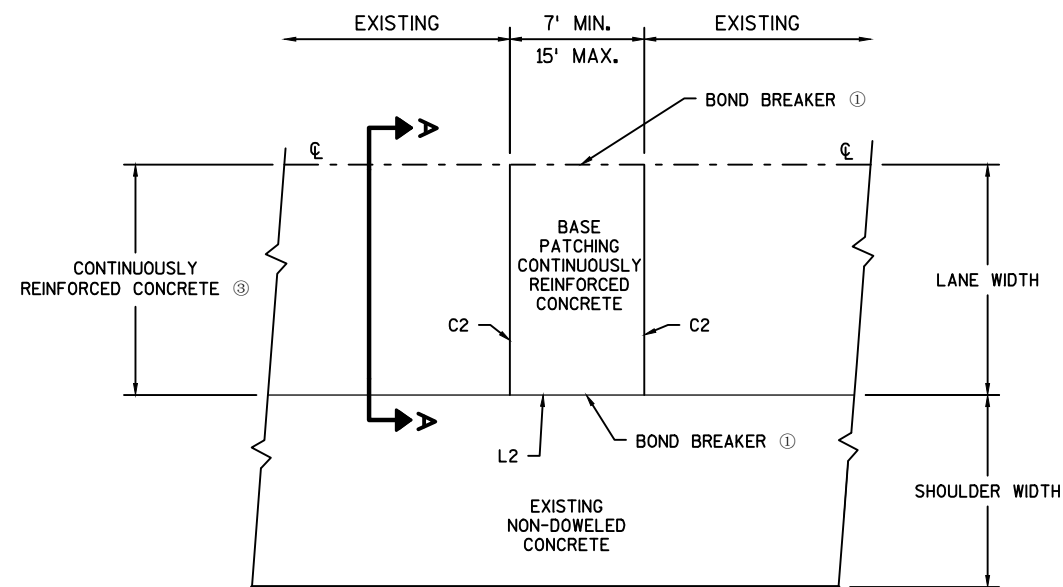 EXISTING
7' MIN.
EXISTING
15' MAX.
BOND BREAKER ①
A
℄
℄
BASE
PATCHING
CONTINUOUSLY
REINFORCED
CONCRETE
CONTINUOUSLY
REINFORCED CONCRETE ③
LANE WIDTH
C2
C2
A
BOND BREAKER ①
L2
SHOULDER WIDTH
EXISTING
NON-DOWELED
CONCRETE